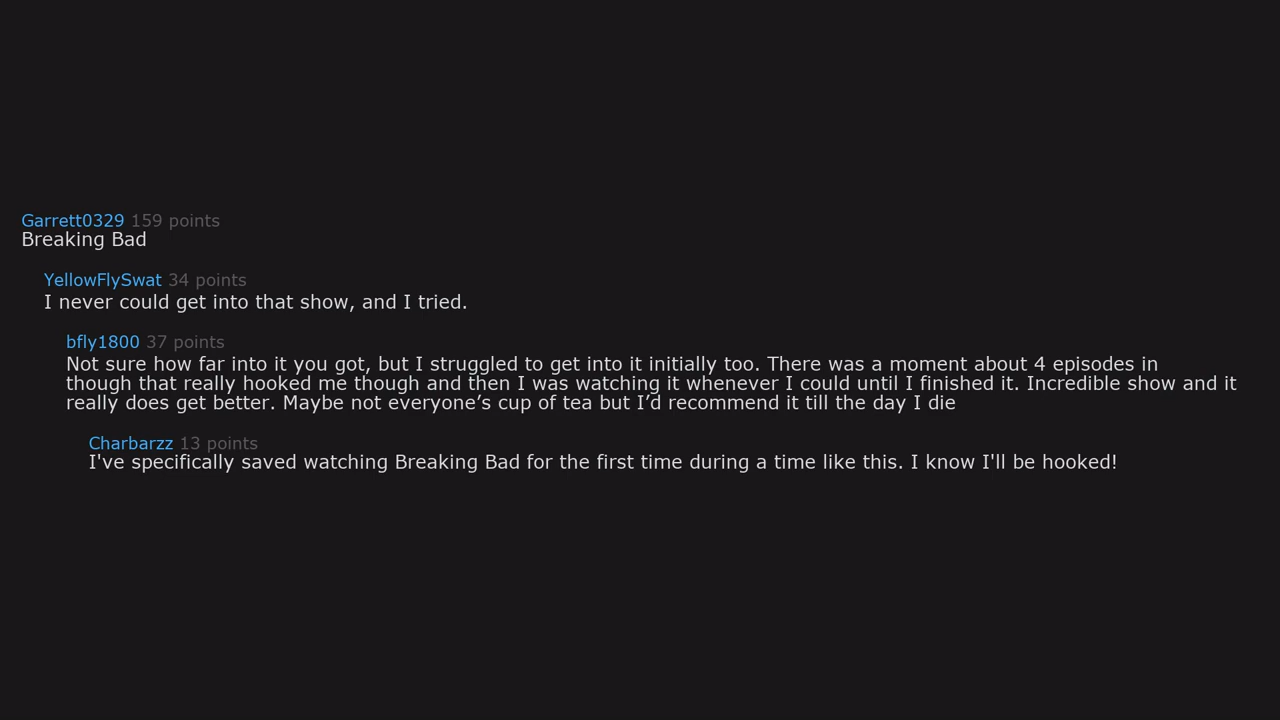 Garrett0329 159 points
Breaking Bad
YellowFlySwat 34 points
I never could get into that show, and I tried.
bfly1800 37 points
Not sure how far into it you got, but I struggled to get into it initially too. There was a moment about 4 episodes in
though that really hooked me though and then I was watching it whenever I could until I finished it. Incredible show and it
really does get better. Maybe not everyone’s cup of tea but I’d recommend it till the day I die
Charbarzz 13 points
I've specifically saved watching Breaking Bad for the first time during a time like this. I know I'll be hooked!